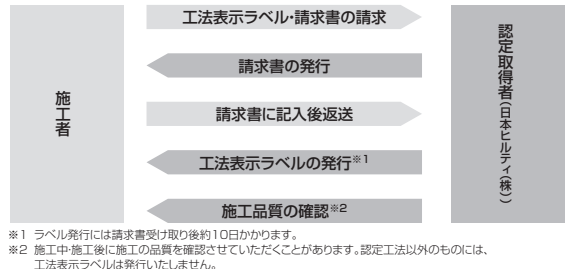 工法表示ラベル・請求書の請求
請求書の発行
施工者
請求書に記入後返送
認定取得者(日本ヒルティ(株))
工法表示ラベルの発行※1
施工品質の確認※2
※1 ラベル発行には請求書受け取り後約10日かかります。
※2 施工中・施工後に施工の品質を確認させていただくことがあります。認定工法以外のものには、
工法表示ラベルは発行いたしません。